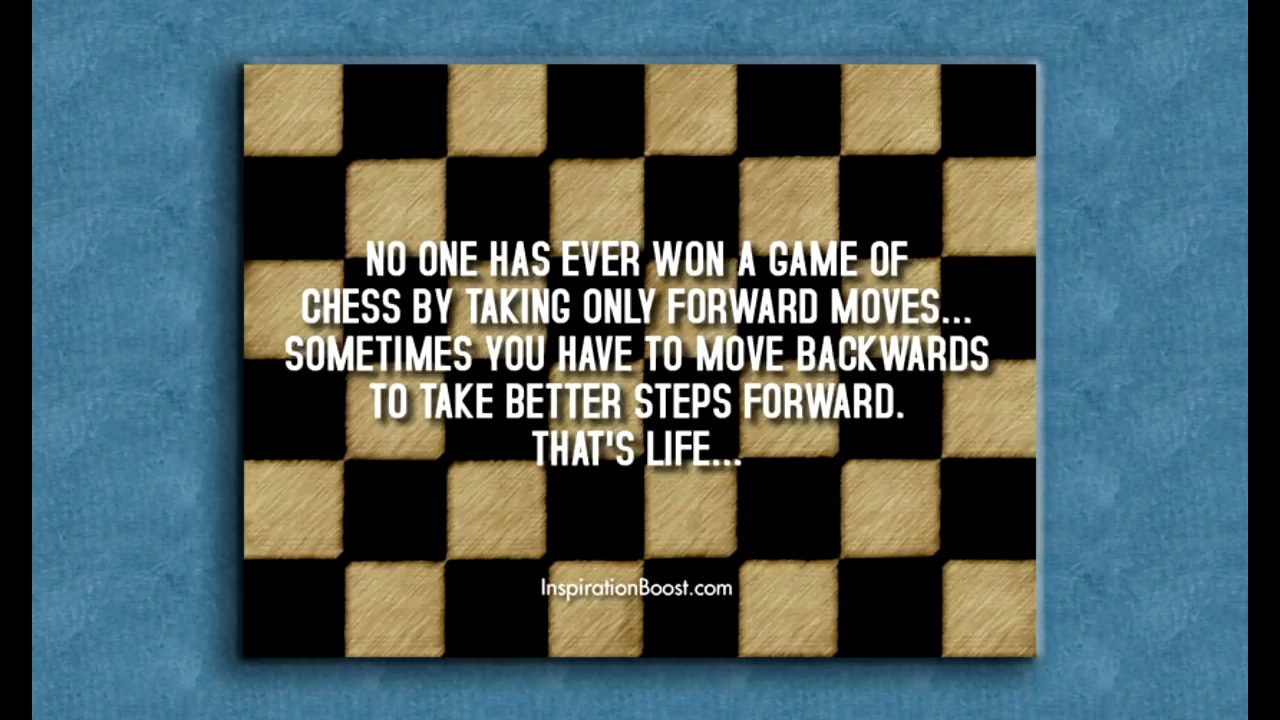 NO ONE HAS EVER WON A GAME OF
CHESS BY TAKING ONLY FORWARD MOVES...
SOMETIMES YOU HAVE TO MOVE BACKWARDS
TO TAKE BETTER STEPS FORWARD.
THAT'S LIFE...
InspirationBoost.com